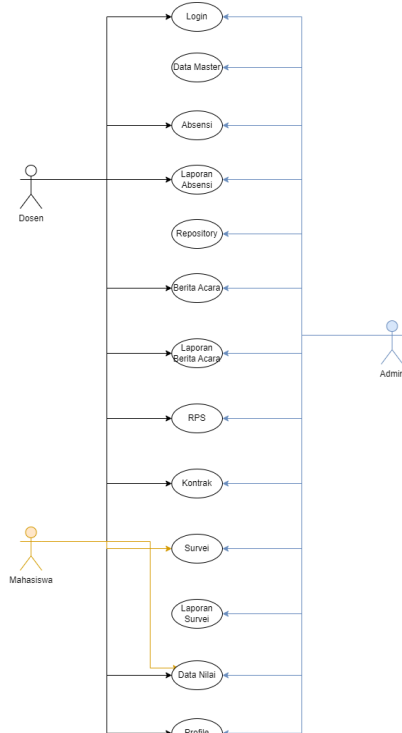 Login
Data Master
Absensi
Laporan
Absensi
Dosen
Repository
Berita Acara
Laporan
Berita Acara
Admin
RPS
Kontrak
Survei
Mahasiswa
Laporan
Survei
Data Nilai
Profile